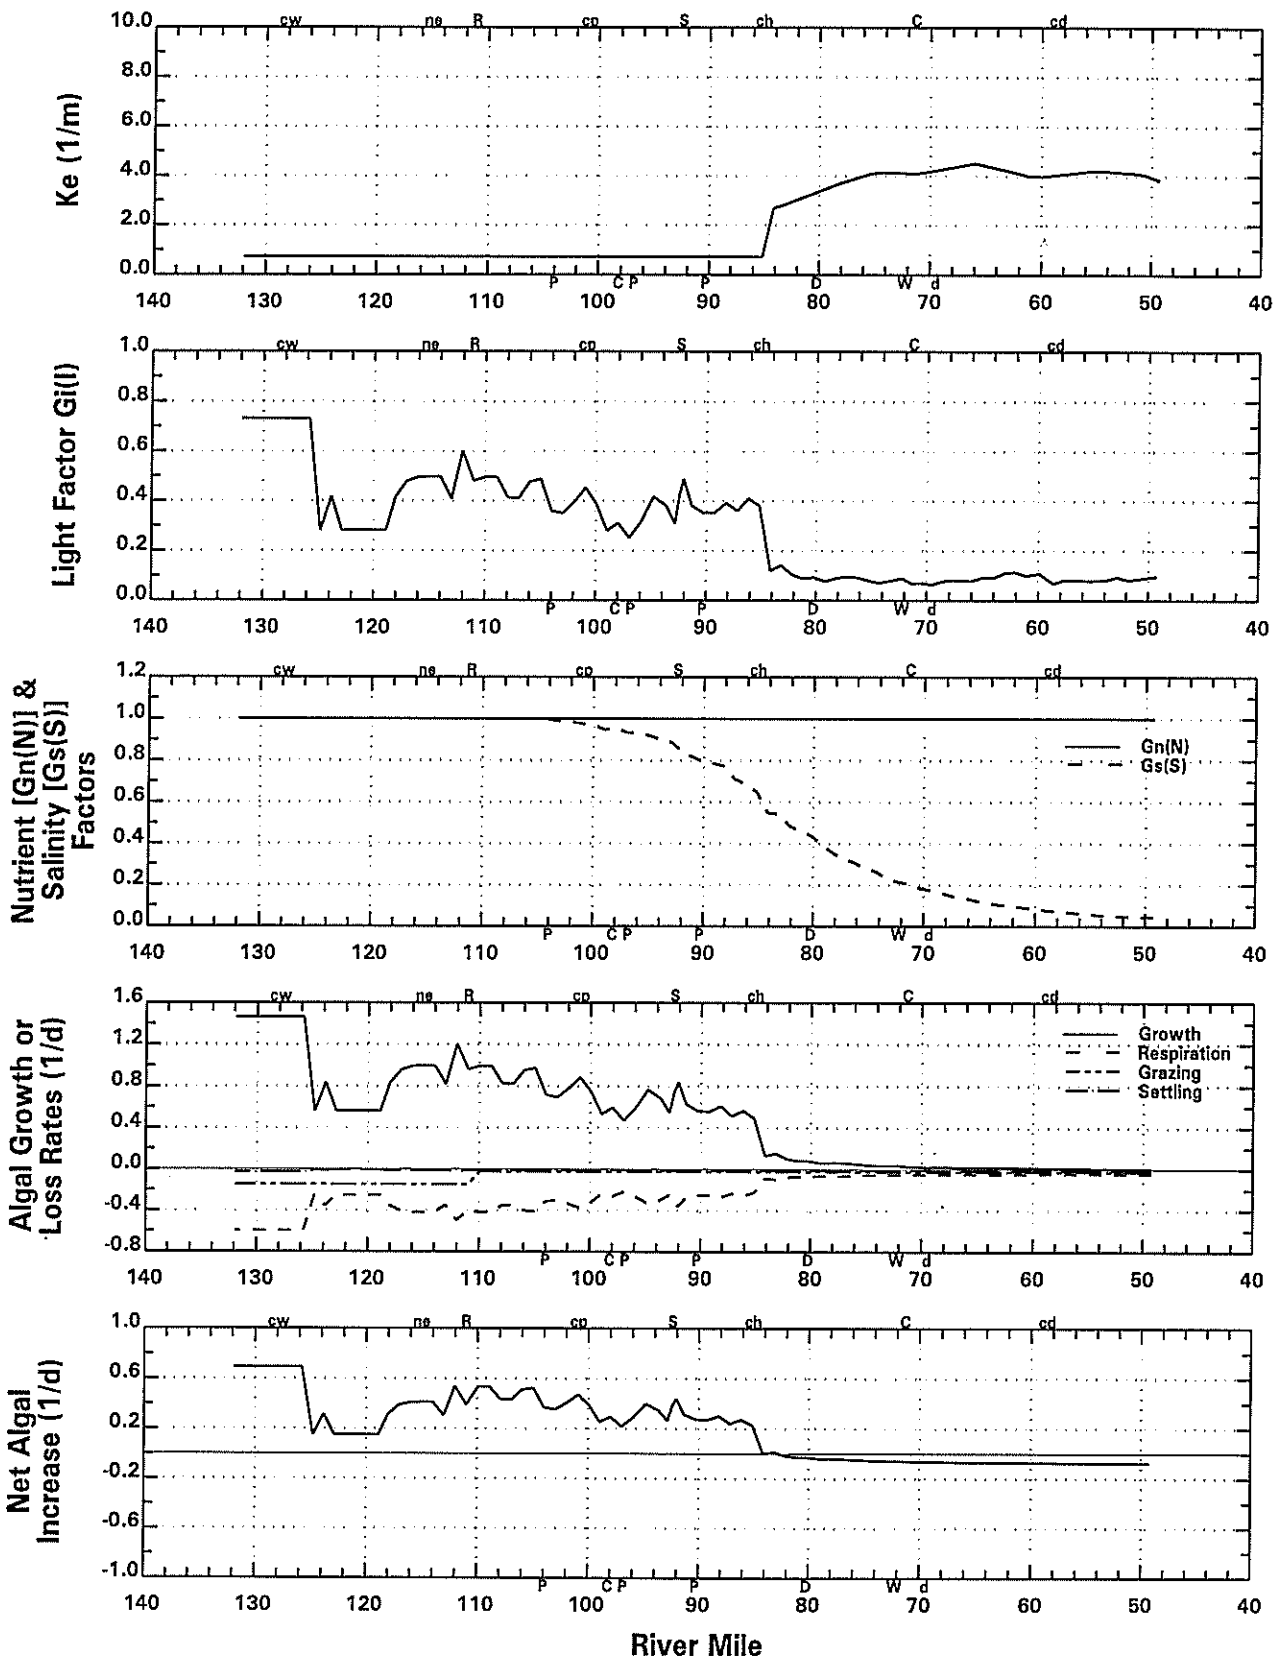 cw ne R cp S ch C cd
10.0
8.0
6.0
4.0
2.0
0.0
Ke (1/m)
P C P P D W d
140 130 120 110 100 90 80 70 60 50 40
cw ne R cp S ch C cd
1.0
0.8
0.6
0.4
0.2
0.0
Light Factor Gi(I)
P C P P D W d
140 130 120 110 100 90 80 70 60 50 40
cw ne R cp S ch C cd
1.2
1.0
0.8
0.6
0.4
0.2
0.0
Nutrient [Gn(N)] &
Salinity [Gs(S)]
Factors
Gn(N)
Gs(S)
P C P P D W d
140 130 120 110 100 90 80 70 60 50 40
cw ne R cp S ch C cd
1.6
1.2
0.8
0.4
0.0
-0.4
-0.8
Algal Growth or
Loss Rates (1/d)
Growth
Respiration
Grazing
Settling
P C P P D W d
140 130 120 110 100 90 80 70 60 50 40
cw ne R cp S ch C cd
1.0
0.6
0.2
-0.2
-0.6
-1.0
Net Algal
Increase (1/d)
P C P P D W d
140 130 120 110 100 90 80 70 60 50 40
River Mile